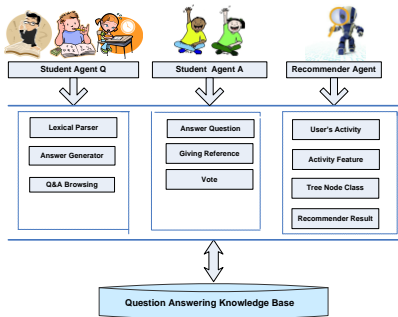 Student Agent Q
Student Agent A
Recommender Agent
Lexical Parser
Answer Generator
Q&A Browsing
Answer Question
Giving Reference
Vote
User's Activity
Activity Feature
Tree Node Class
Recommender Result
Question Answering Knowledge Base